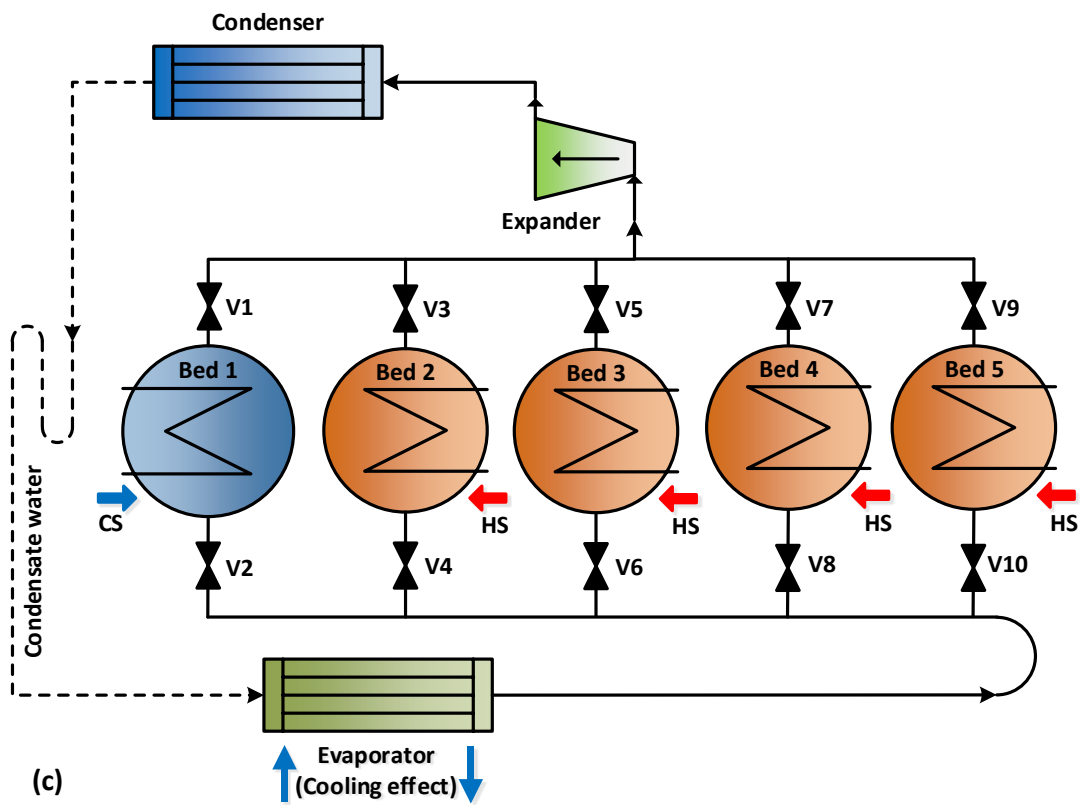 Condenser
Expander
V1
V3
V5
V7
V9
Bed 1
Bed 2
Bed 3
Bed 4
Bed 5
CS
HS
HS
HS
HS
V2
V4
V6
V8
V10
Condensate water
Evaporator
(Cooling effect)
(c)